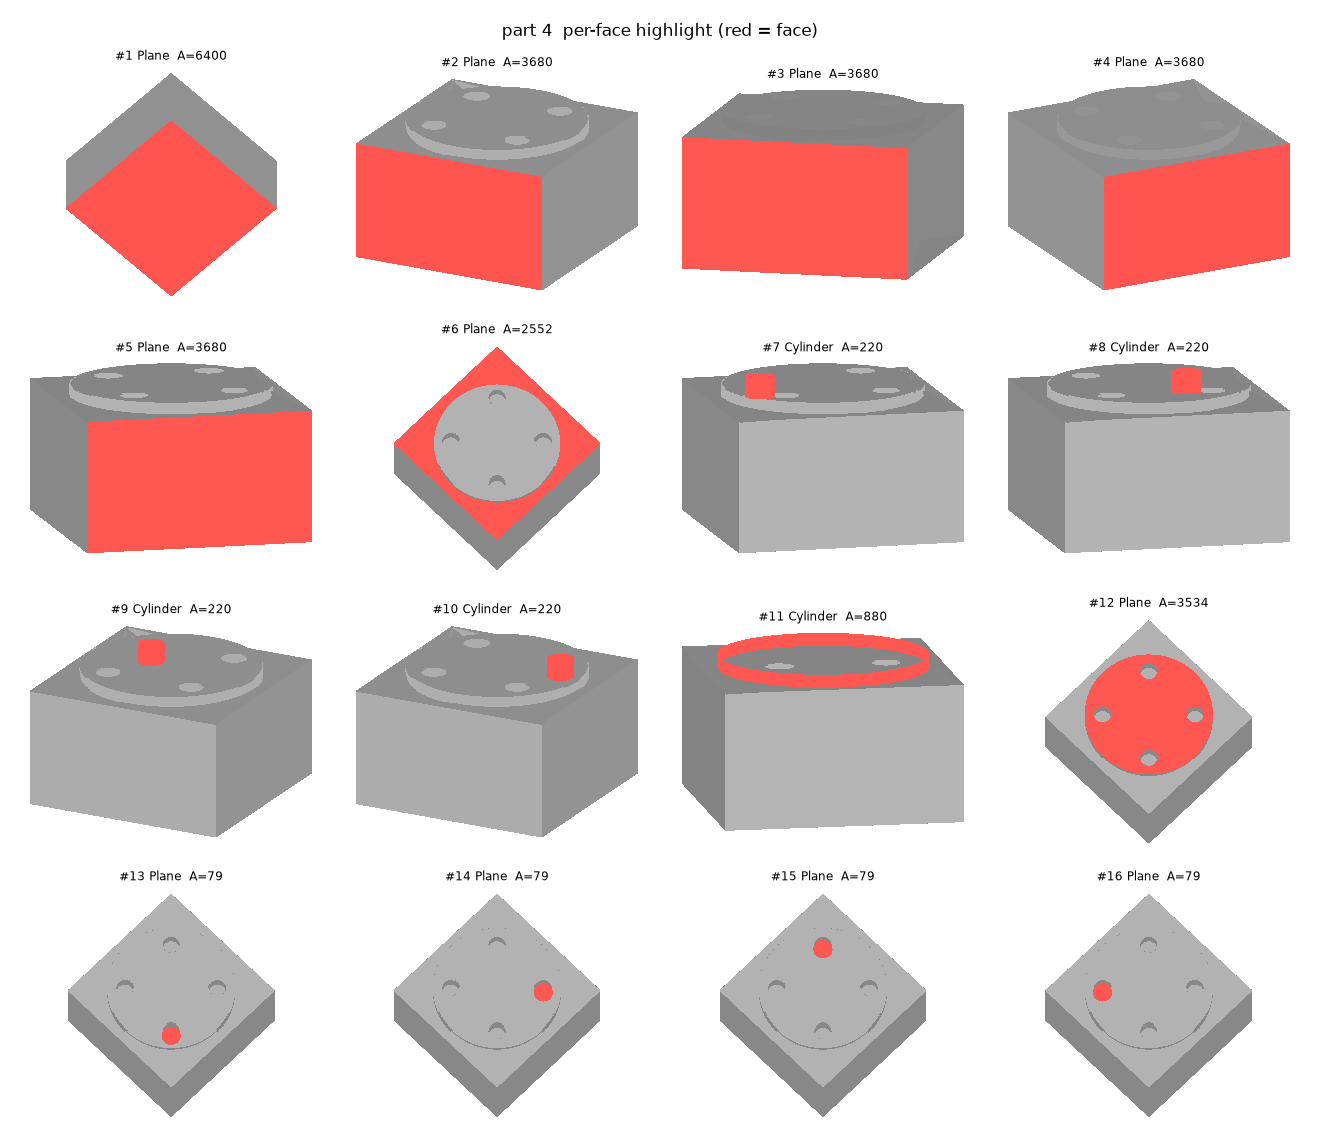 part 4  per-face highlight (red = face)
#1 Plane  A=6400
#2 Plane  A=3680
#3 Plane  A=3680
#4 Plane  A=3680
#5 Plane  A=3680
#6 Plane  A=2552
#7 Cylinder  A=220
#8 Cylinder  A=220
#9 Cylinder  A=220
#10 Cylinder  A=220
#11 Cylinder  A=880
#12 Plane  A=3534
#13 Plane  A=79
#14 Plane  A=79
#15 Plane  A=79
#16 Plane  A=79